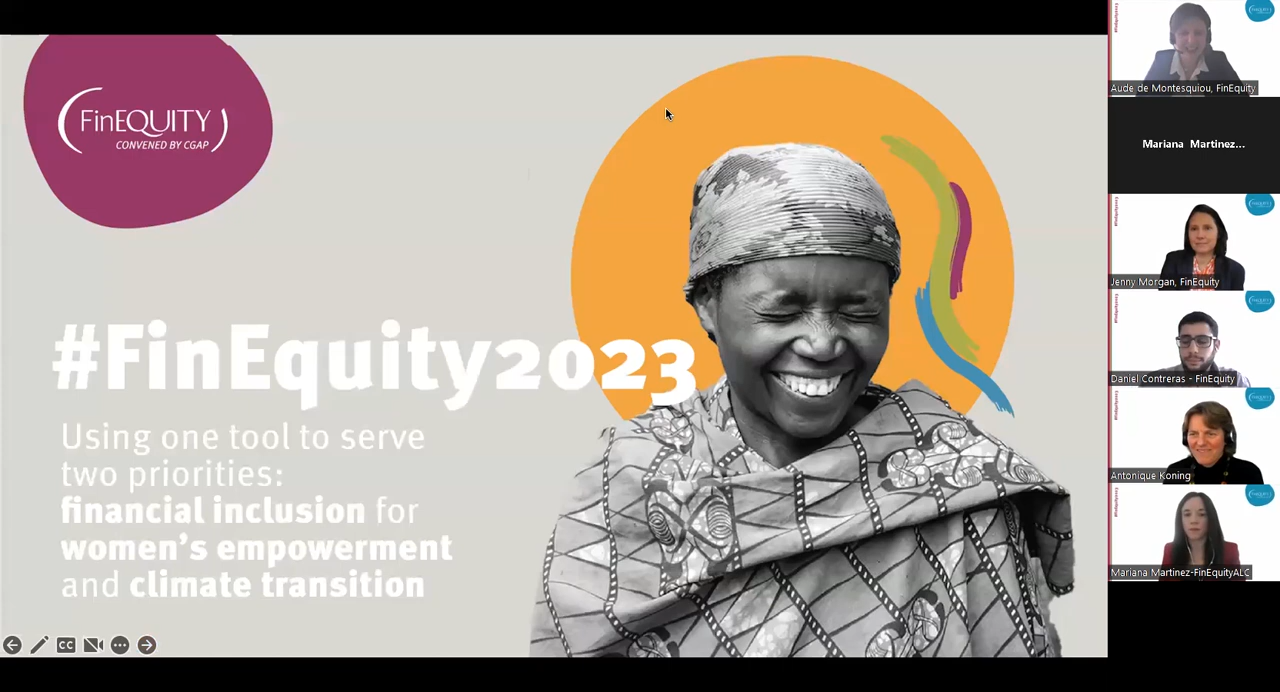 FinEQUITY
CONVENED BY CGAP
#FinEquity2023
Using one tool to serve
two priorities:
financial inclusion for
women's empowerment
and climate transition
CC
Aude de Montesquiou, FinEquity
Mariana Martinez...
Jenny Morgan, FinEquity
Daniel Contreras - FinEquity
Antonique Koning
Mariana Martinez-FinEquityALC